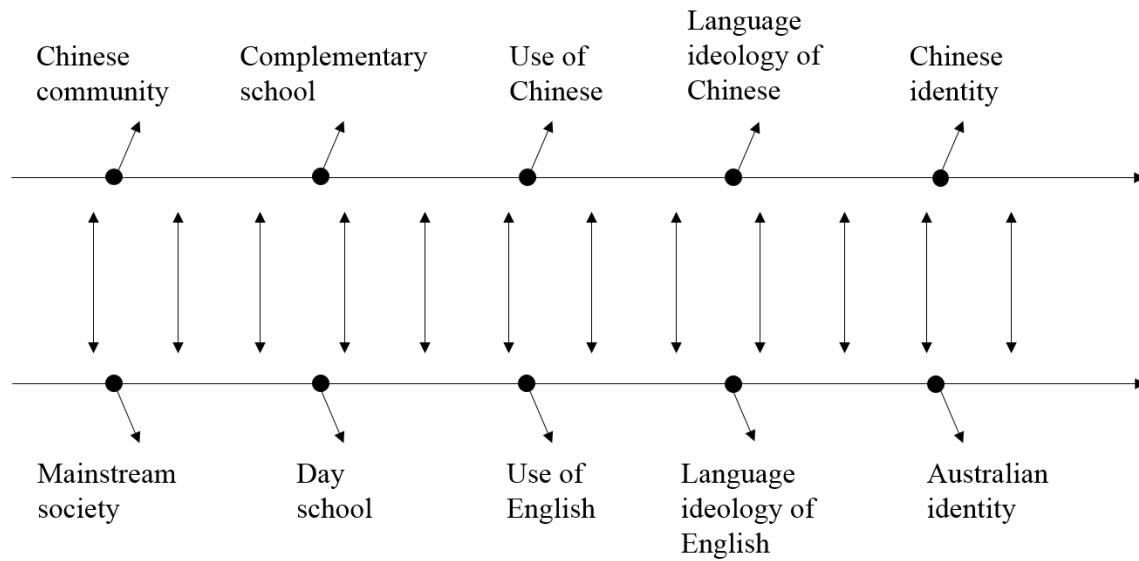 Chinese
community
Complementary
school
Use of
Chinese
Language
ideology of
Chinese
Chinese
identity
Mainstream
society
Day
school
Use of
English
Language
ideology of
English
Australian
identity